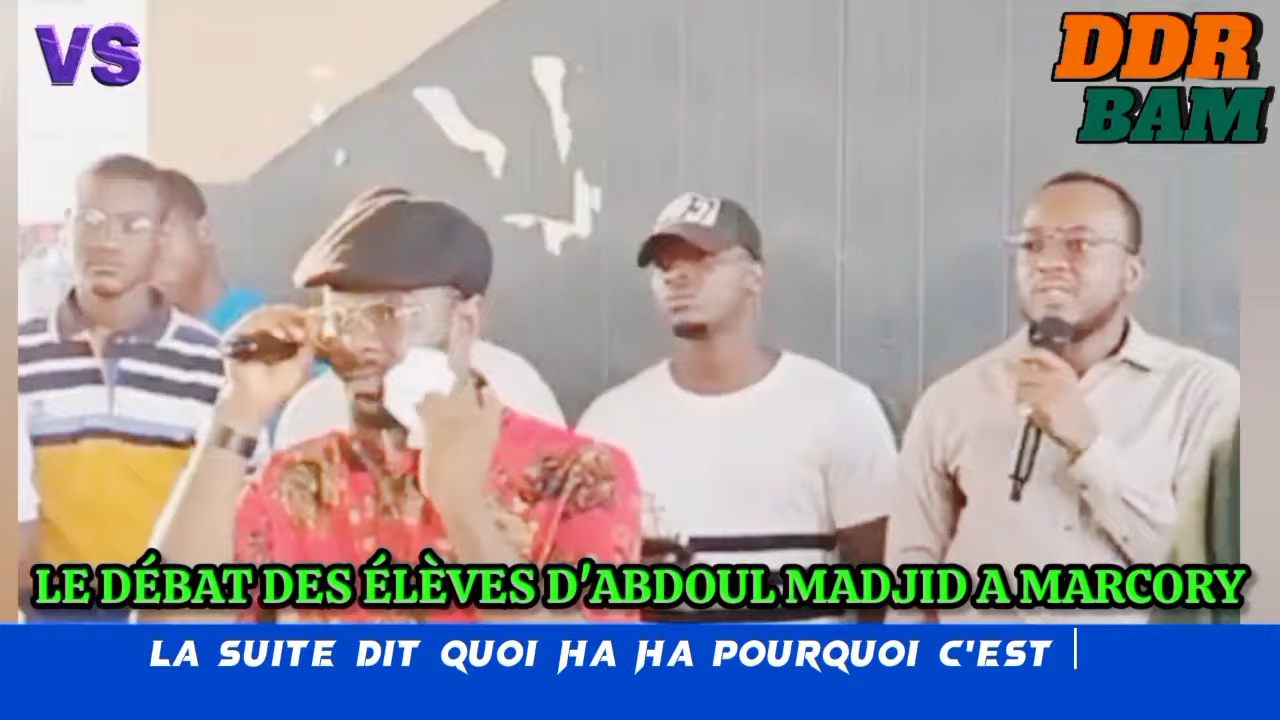 VS
DDR
BAM
LE DÉBAT DES ÉLÈVES D'ABDOUL MADJID A MARCORY
LA SUITE DIT QUOI HA HA POURQUOI C'EST